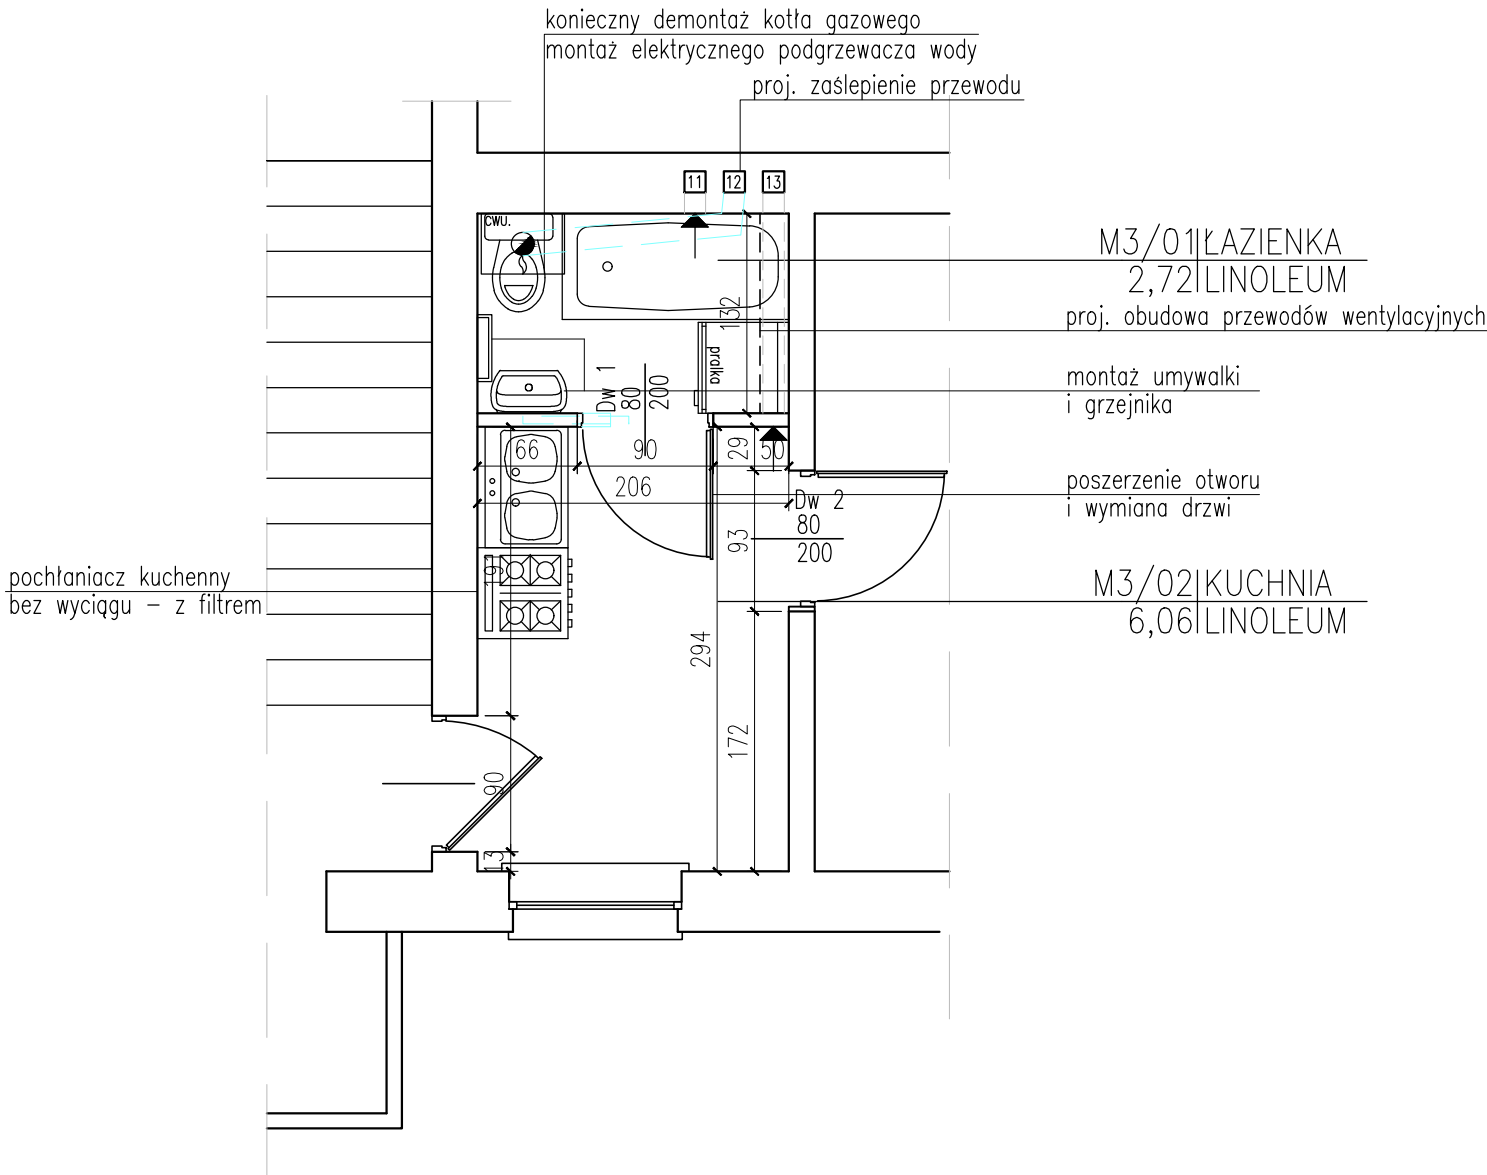 konieczny demontaż kotła gazowego
montaż elektrycznego podgrzewacza wody
proj. zaślepienie przewodu
11 12 13
CWU.
M3/01 ŁAZIENKA
2,72 LINOLEUM
proj. obudowa przewodów wentylacyjnych
132
pralka
montaż umywalki
i grzejnika
Dw 1
80
200
66 90 29 50
206
poszerzenie otworu
i wymiana drzwi
Dw 2
80
200
93
pochłaniacz kuchenny
bez wyciągu – z filtrem
M3/02 KUCHNIA
6,06 LINOLEUM
294
172
90
13